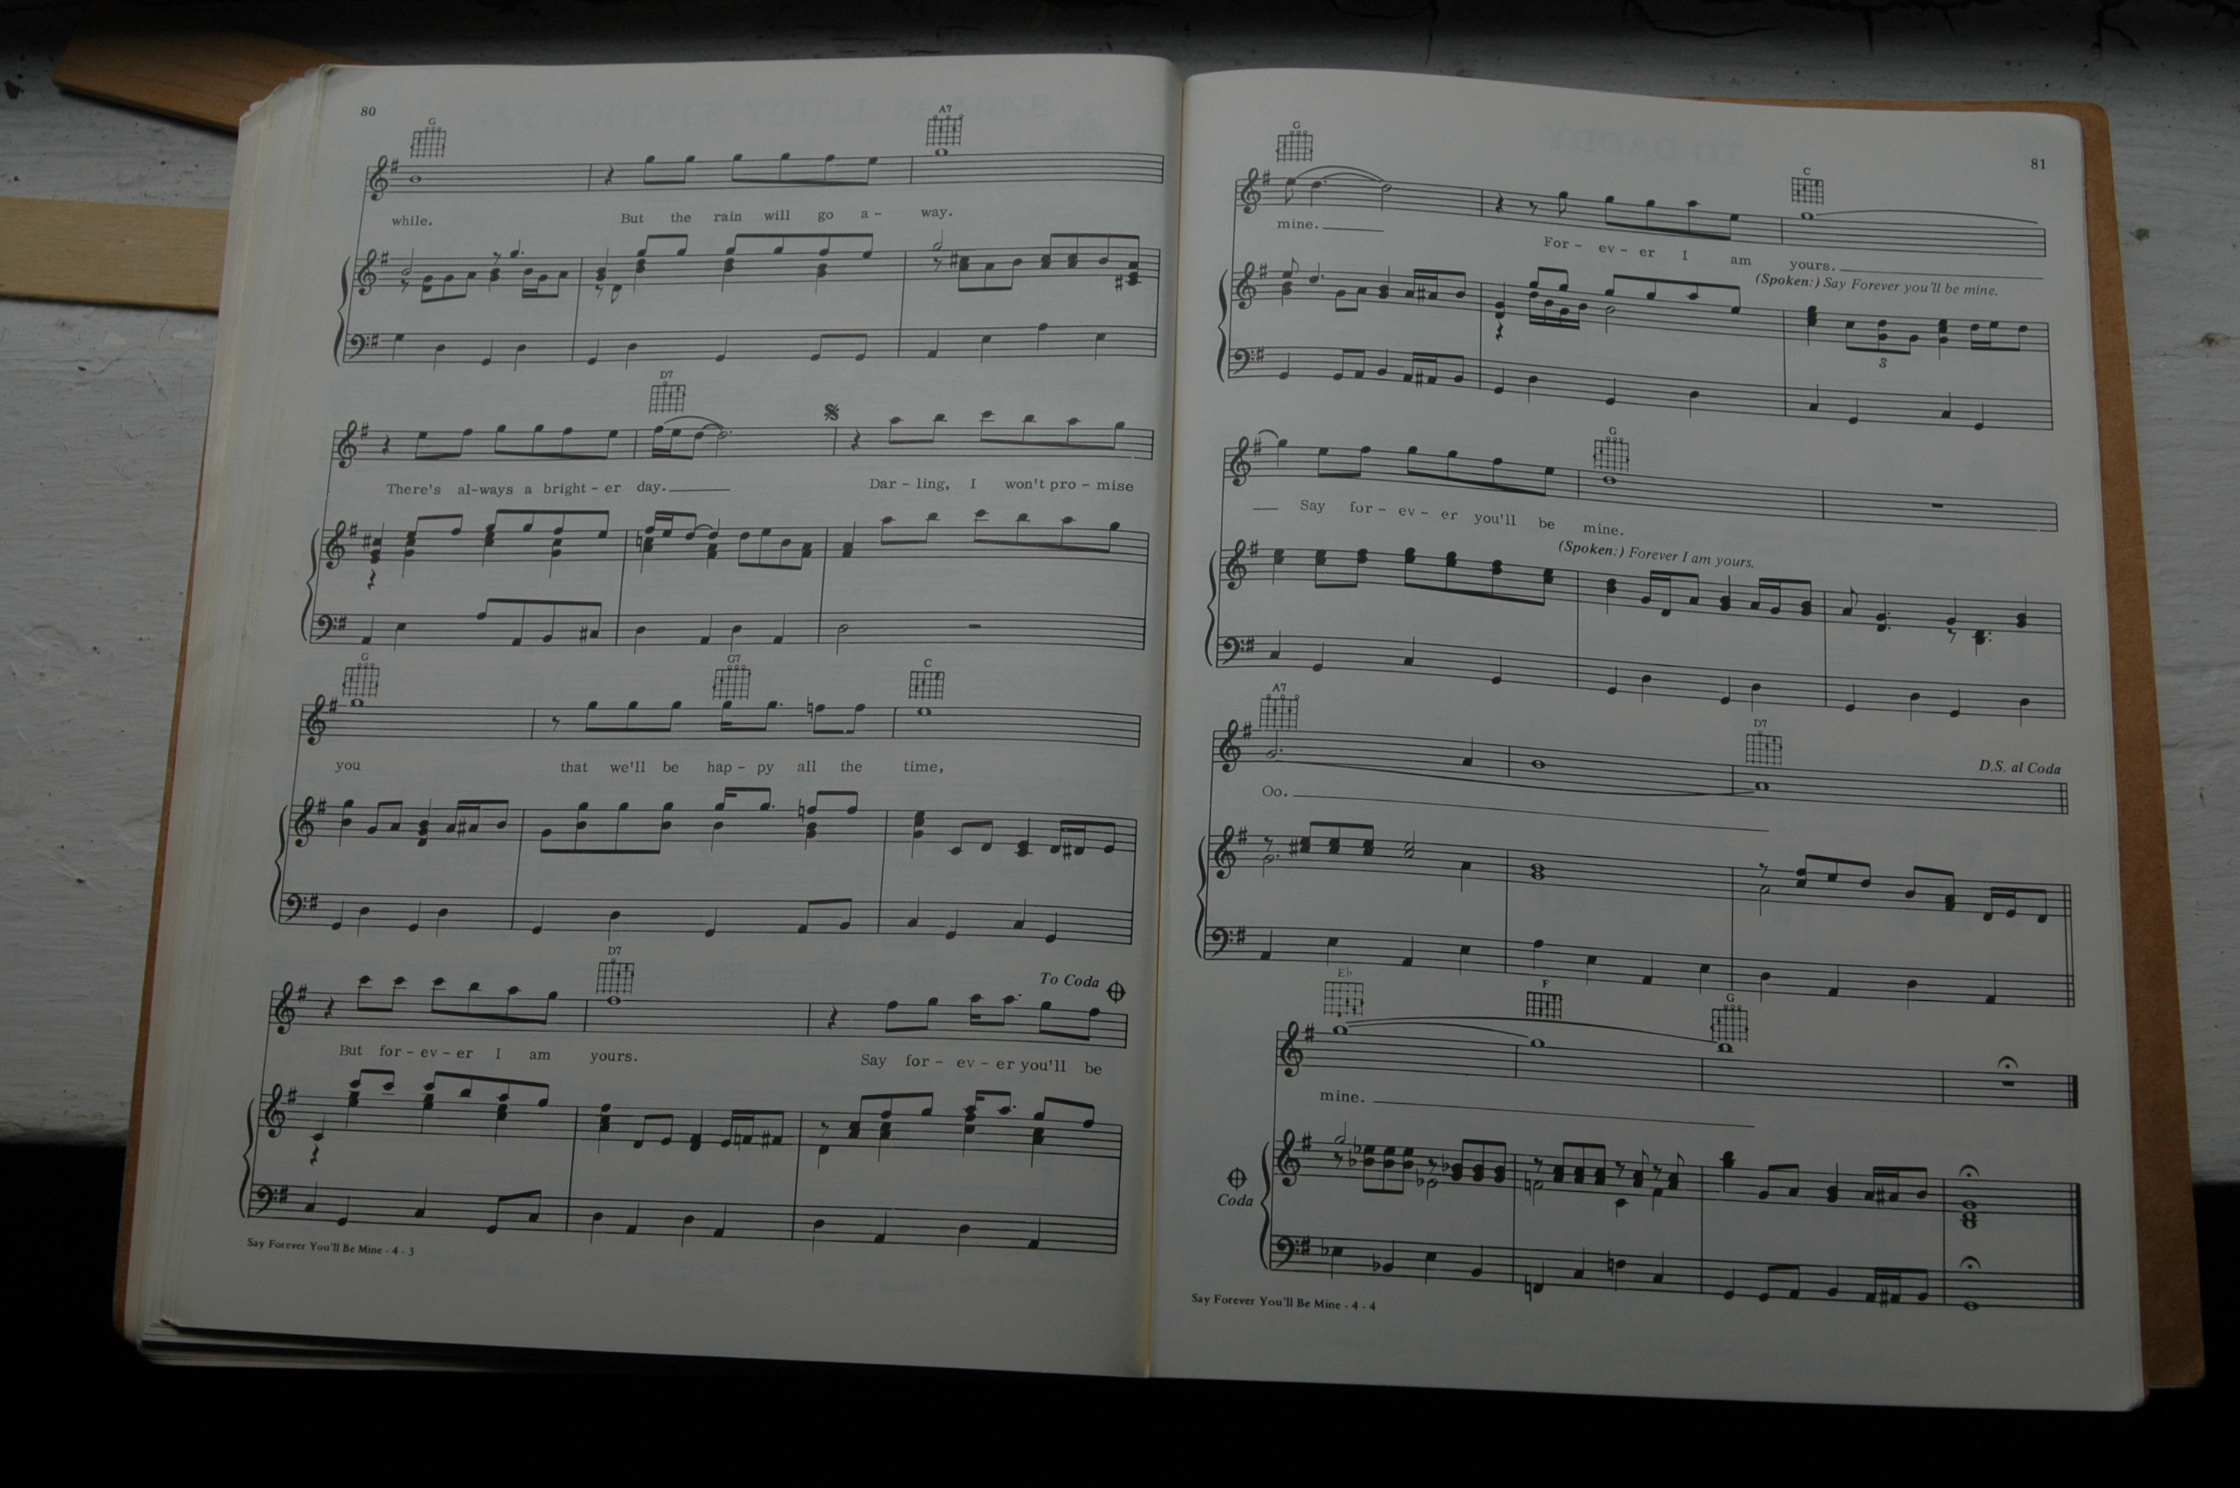 80
G A7
while. But the rain will go a - way.
D7
There's al-ways a bright - er day. Dar - ling, I won't pro - mise
G G7 C
you that we'll be hap - py all the time,
D7
To Coda
But for - ev - er I am yours. Say for - ev - er you'll be
Say Forever You'll Be Mine - 4 - 3
81
G C
mine. For - ev - er I am yours.
(Spoken:) Say Forever you'll be mine.
3
G
Say for - ev - er you'll be mine.
(Spoken:) Forever I am yours.
A7 D7
D.S. al Coda
Oo.
E♭ F G
mine.
Coda
Say Forever You'll Be Mine - 4 - 4